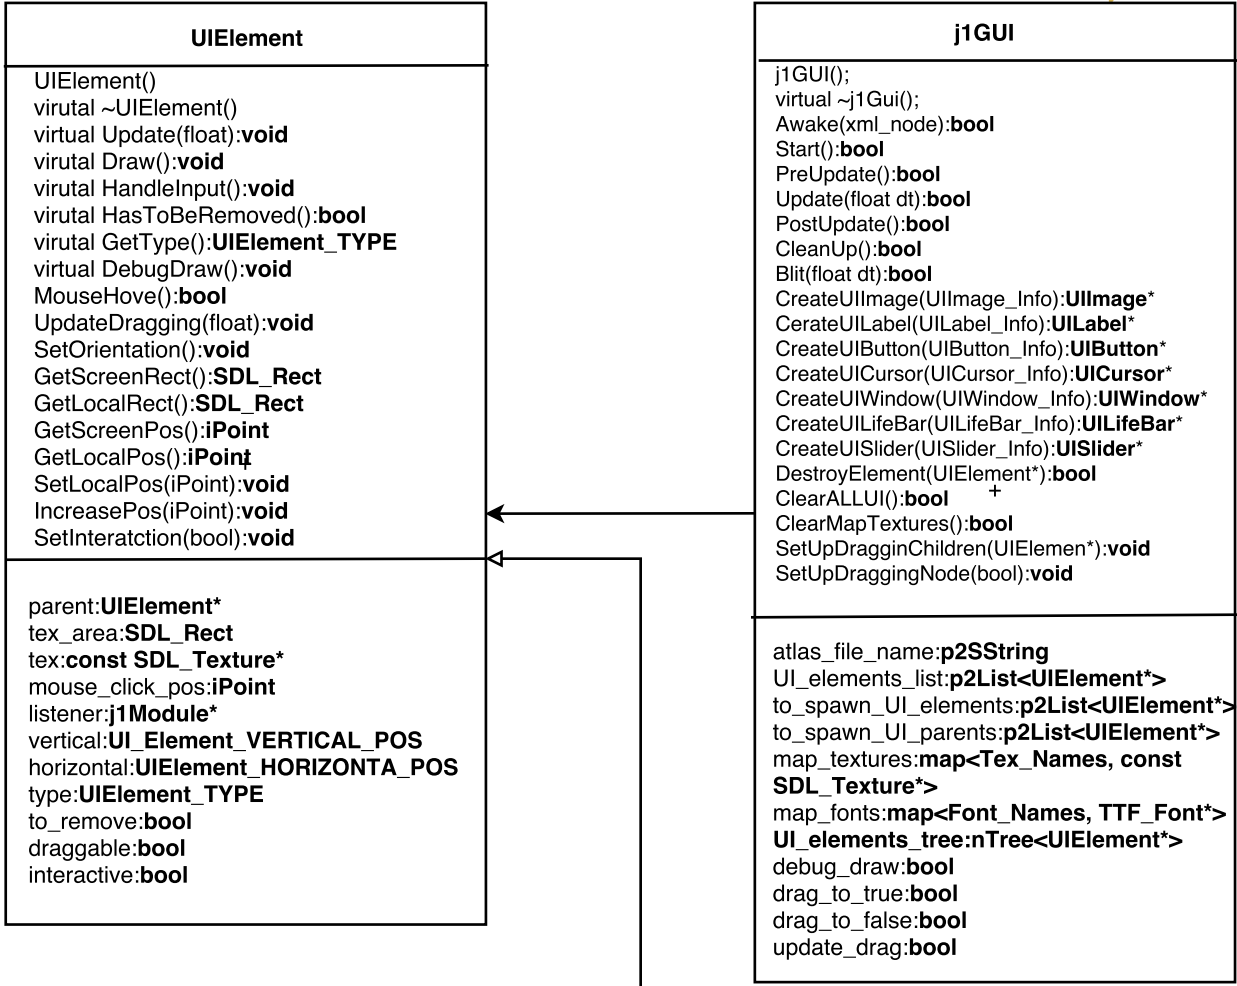 UIElement
UIElement()
virutal ~UIElement()
virtual Update(float):void
virutal Draw():void
virutal HandleInput():void
virutal HasToBeRemoved():bool
virutal GetType():UIElement_TYPE
virtual DebugDraw():void
MouseHove():bool
UpdateDragging(float):void
SetOrientation():void
GetScreenRect():SDL_Rect
GetLocalRect():SDL_Rect
GetScreenPos():iPoint
GetLocalPos():iPoint
SetLocalPos(iPoint):void
IncreasePos(iPoint):void
SetInteratction(bool):void
parent:UIElement*
tex_area:SDL_Rect
tex:const SDL_Texture*
mouse_click_pos:iPoint
listener:j1Module*
vertical:UI_Element_VERTICAL_POS
horizontal:UIElement_HORIZONTA_POS
type:UIElement_TYPE
to_remove:bool
draggable:bool
interactive:bool
j1GUI
j1GUI();
virtual ~j1Gui();
Awake(xml_node):bool
Start():bool
PreUpdate():bool
Update(float dt):bool
PostUpdate():bool
CleanUp():bool
Blit(float dt):bool
CreateUIImage(UIImage_Info):UIImage*
CerateUILabel(UILabel_Info):UILabel*
CreateUIButton(UIButton_Info):UIButton*
CreateUICursor(UICursor_Info):UICursor*
CreateUIWindow(UIWindow_Info):UIWindow*
CreateUILifeBar(UILifeBar_Info):UILifeBar*
CreateUISlider(UISlider_Info):UISlider*
DestroyElement(UIElement*):bool
ClearALLUI():bool
ClearMapTextures():bool
SetUpDragginChildren(UIElemen*):void
SetUpDraggingNode(bool):void
atlas_file_name:p2SString
UI_elements_list:p2List<UIElement*>
to_spawn_UI_elements:p2List<UIElement*>
to_spawn_UI_parents:p2List<UIElement*>
map_textures:map<Tex_Names, const
SDL_Texture*>
map_fonts:map<Font_Names, TTF_Font*>
UI_elements_tree:nTree<UIElement*>
debug_draw:bool
drag_to_true:bool
drag_to_false:bool
update_drag:bool